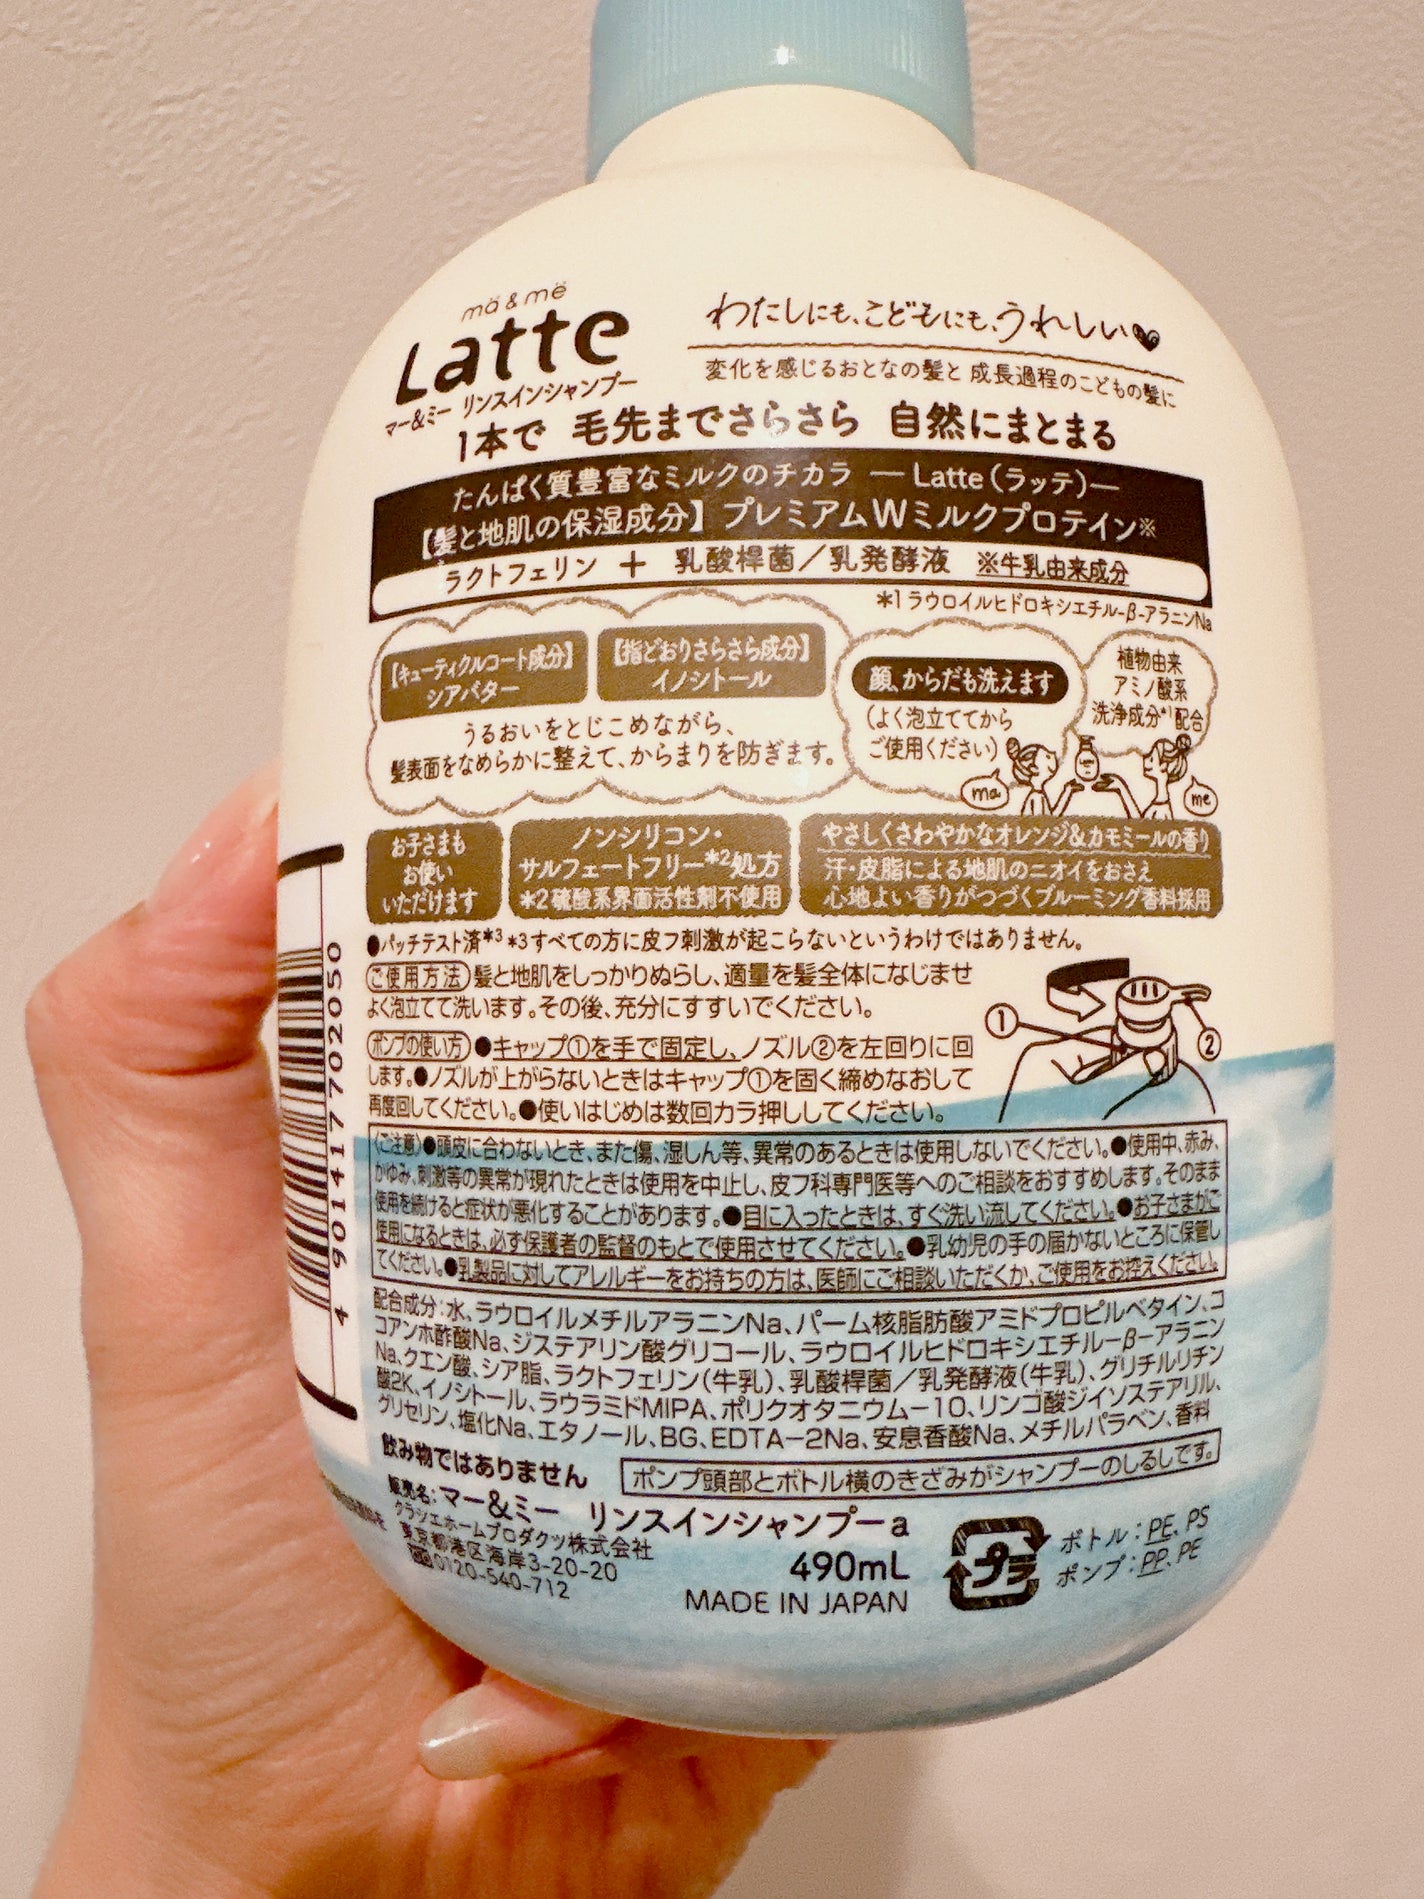 mä & më
Latte
マー&ミー リンスインシャンプー
わたしにも、こどもにも、うれしい
変化を感じるおとなの髪と 成長過程のこどもの髪に
1本で 毛先までさらさら 自然にまとまる
たんぱく質豊富なミルクのチカラ ―Latte(ラッテ)―
【髪と地肌の保湿成分】プレミアムWミルクプロテイン※
ラクトフェリン + 乳酸桿菌/乳発酵液 ※牛乳由来成分
*1 ラウロイルヒドロキシエチル-β-アラニンNa
【キューティクルコート成分】
シアバター
【指どおりさらさら成分】
イノシトール
うるおいをとじこめながら、
髪表面をなめらかに整えて、からまりを防ぎます。
顔、からだも洗えます
(よく泡立ててから
ご使用ください)
植物由来
アミノ酸系
洗浄成分*1配合
ma
me
お子さまも
お使い
いただけます
ノンシリコン・
サルフェートフリー*2処方
*2 硫酸系界面活性剤不使用
やさしくさわやかなオレンジ&カモミールの香り
汗・皮脂による地肌のニオイをおさえ
心地よい香りがつづくブルーミング香料採用
●パッチテスト済*3 *3すべての方に皮フ刺激が起こらないというわけではありません。
ご使用方法 髪と地肌をしっかりぬらし、適量を髪全体になじませ
よく泡立てて洗います。その後、充分にすすいでください。
ポンプの使い方 ●キャップ①を手で固定し、ノズル②を左回りに回
します。●ノズルが上がらないときはキャップ①を固く締めなおして
再度回してください。●使いはじめは数回カラ押ししてください。
①
②
〈ご注意〉●頭皮に合わないとき、また傷、湿しん等、異常のあるときは使用しないでください。●使用中、赤み、
かゆみ、刺激等の異常が現れたときは使用を中止し、皮フ科専門医等へのご相談をおすすめします。そのまま
使用を続けると症状が悪化することがあります。●目に入ったときは、すぐ洗い流してください。●お子さまがご
使用になるときは、必ず保護者の監督のもとで使用させてください。●乳幼児の手の届かないところに保管し
てください。●乳製品に対してアレルギーをお持ちの方は、医師にご相談いただくか、ご使用をお控えください。
配合成分:水、ラウロイルメチルアラニンNa、パーム核脂肪酸アミドプロピルベタイン、コ
コアンホ酢酸Na、ジステアリン酸グリコール、ラウロイルヒドロキシエチル-β-アラニン
Na、クエン酸、シア脂、ラクトフェリン(牛乳)、乳酸桿菌/乳発酵液(牛乳)、グリチルリチン
酸2K、イノシトール、ラウラミドMIPA、ポリクオタニウム-10、リンゴ酸ジイソステアリル、
グリセリン、塩化Na、エタノール、BG、EDTA-2Na、安息香酸Na、メチルパラベン、香料
飲み物ではありません
ポンプ頭部とボトル横のきざみがシャンプーのしるしです。
販売名:マー&ミー リンスインシャンプーa
クラシエホームプロダクツ株式会社
東京都港区海岸3-20-20
0120-540-712
490mL
MADE IN JAPAN
プラ
ボトル:PE、PS
ポンプ:PP、PE
4 901417 702050